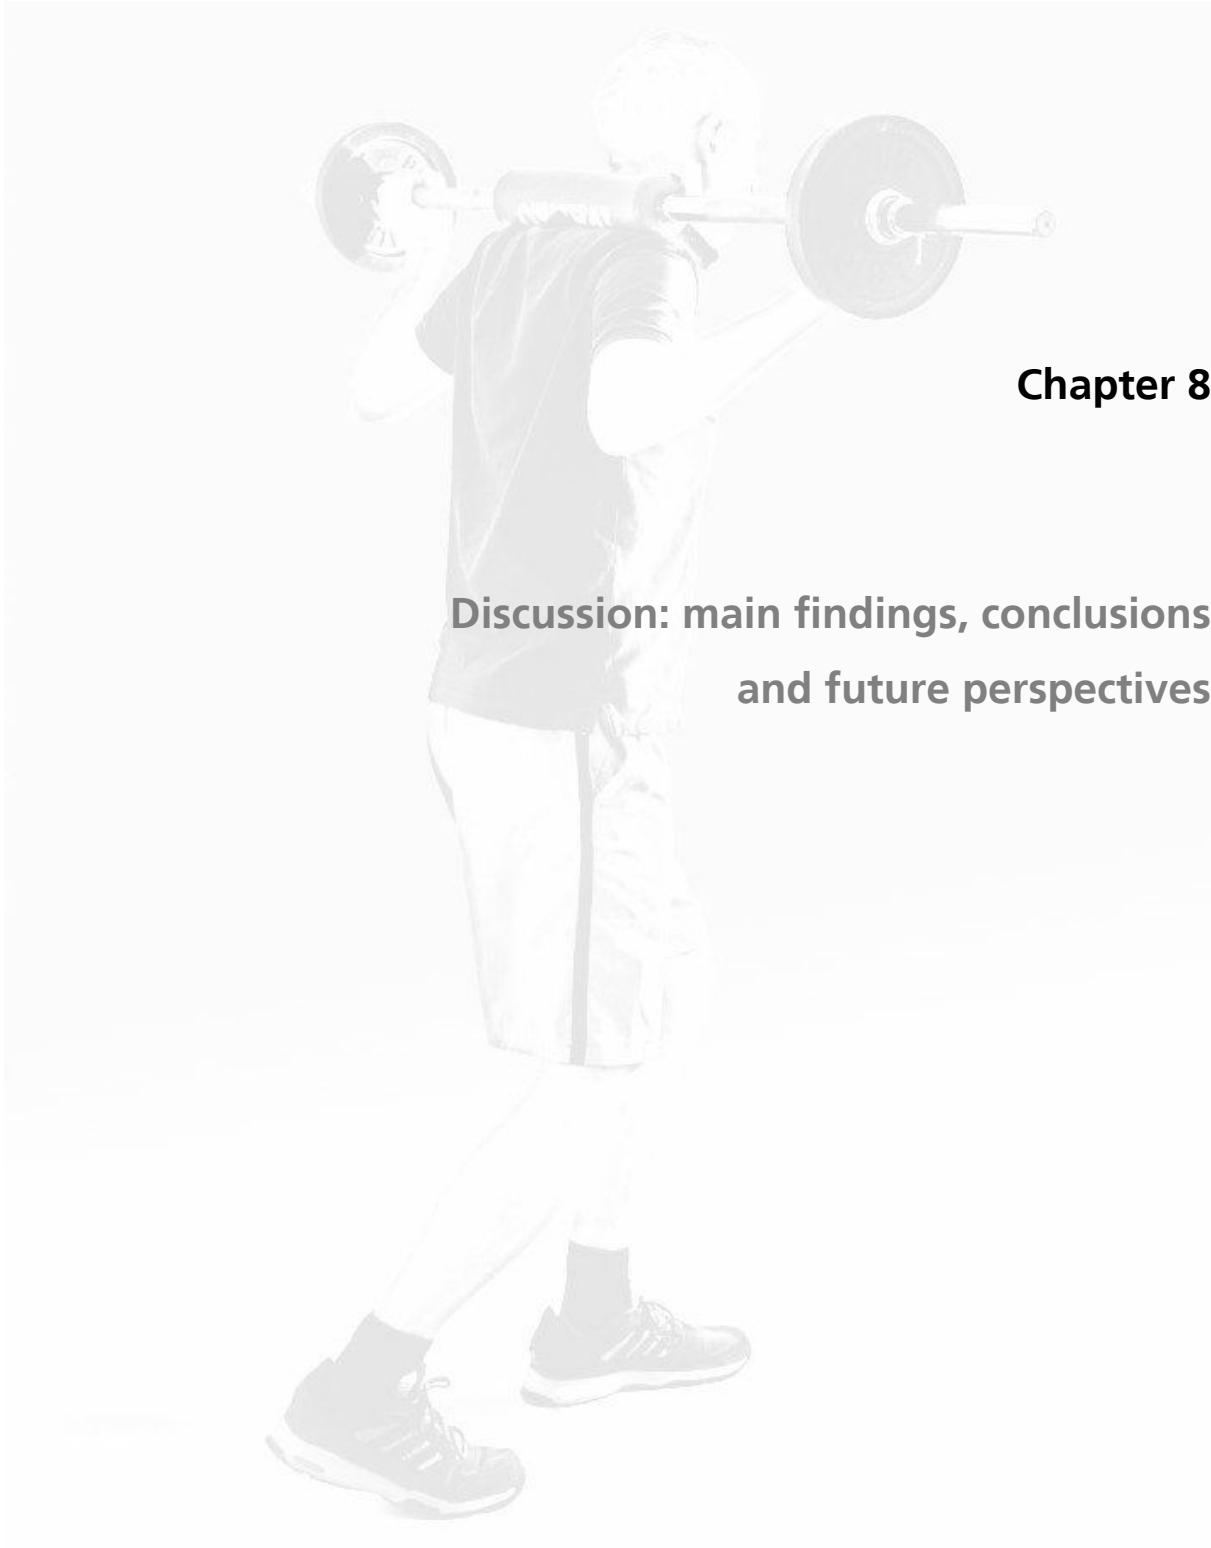 Chapter 8
Discussion: main findings, conclusions
and future perspectives